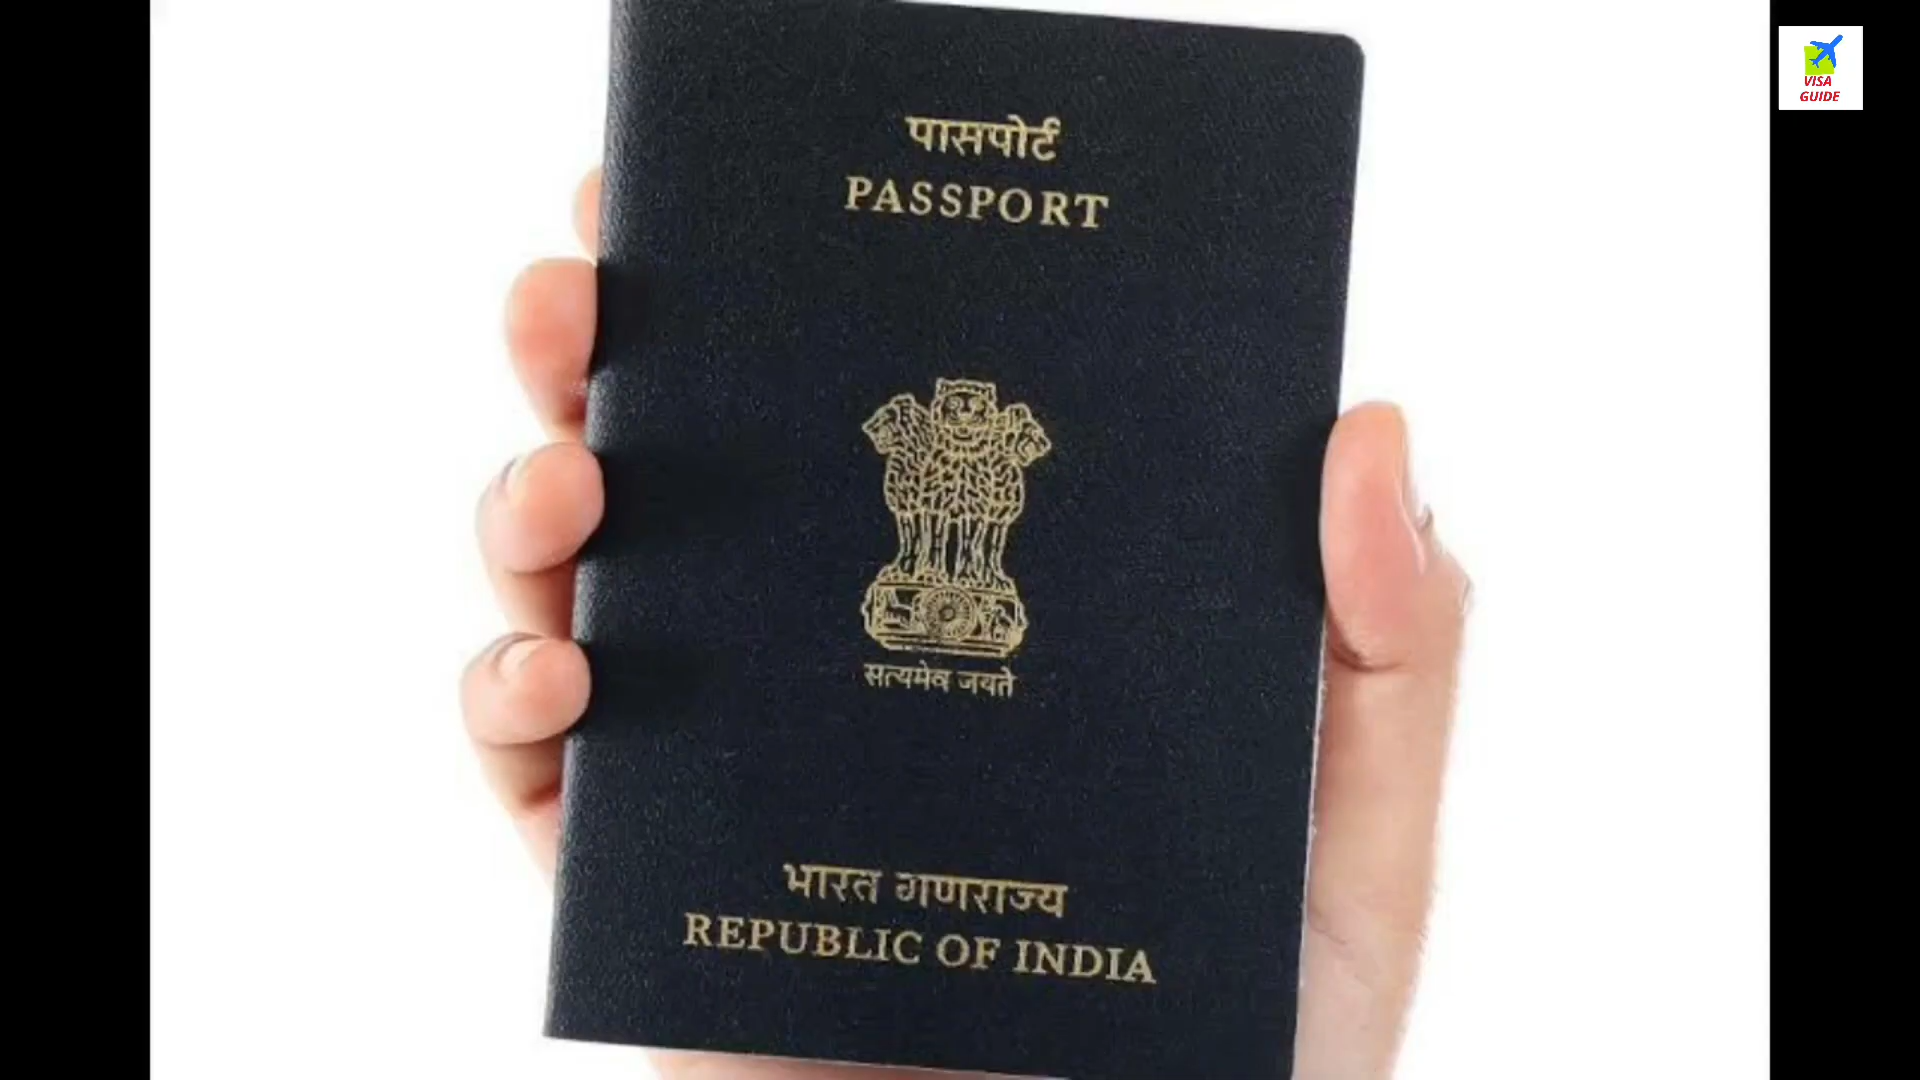 पासपोर्ट
PASSPORT
सत्यमेव जयते
भारत गणराज्य
REPUBLIC OF INDIA
VISA
GUIDE